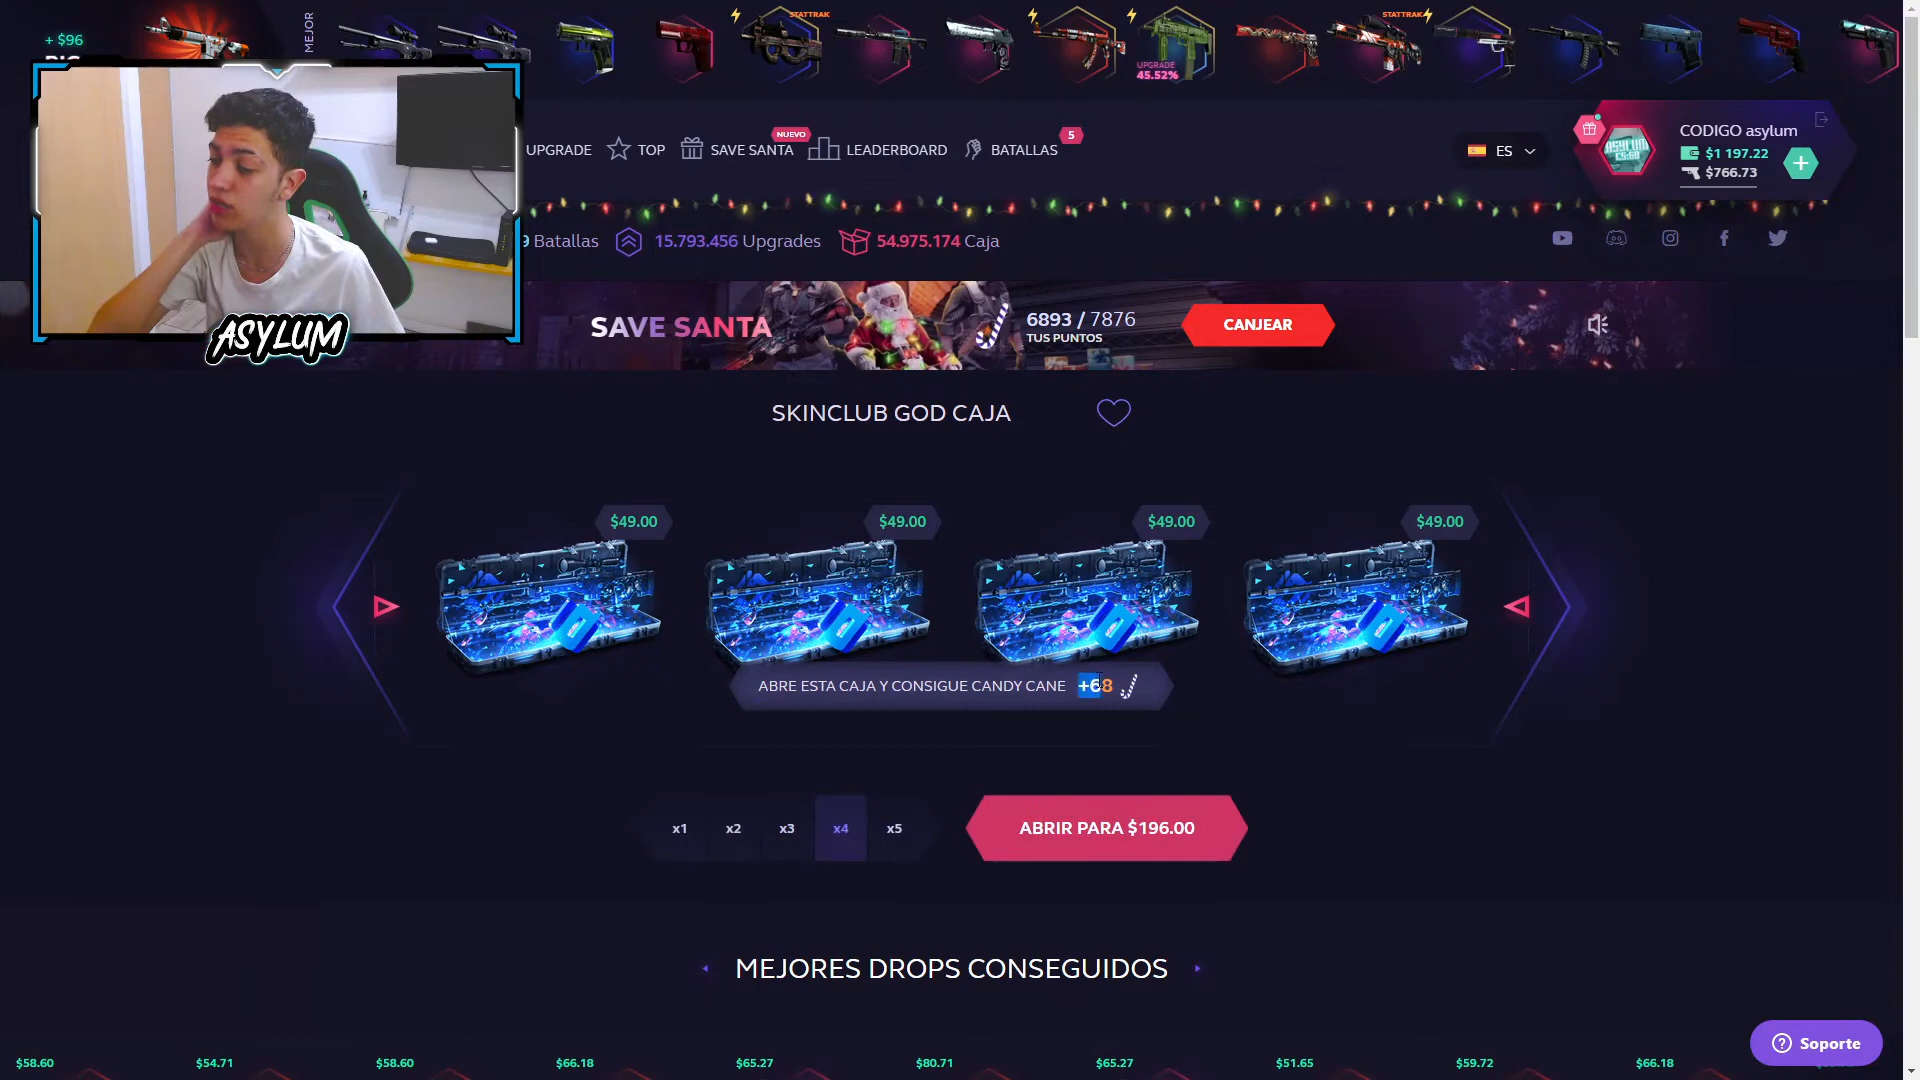 + $96
MEJOR
STATTRAK
UPGRADE
45.52%
STATTRAK
UPGRADE
TOP
NUEVO
SAVE SANTA
LEADERBOARD
BATALLAS
5
ES
CODIGO asylum
$1 197.22
$766.73
9 Batallas
15.793.456 Upgrades
54.975.174 Caja
ASYLUM
SAVE SANTA
6893 / 7876
TUS PUNTOS
CANJEAR
SKINCLUB GOD CAJA
$49.00
$49.00
$49.00
$49.00
ABRE ESTA CAJA Y CONSIGUE CANDY CANE +68
x1
x2
x3
x4
x5
ABRIR PARA $196.00
MEJORES DROPS CONSEGUIDOS
$58.60
$54.71
$58.60
$66.18
$65.27
$80.71
$65.27
$51.65
$59.72
$66.18
Soporte